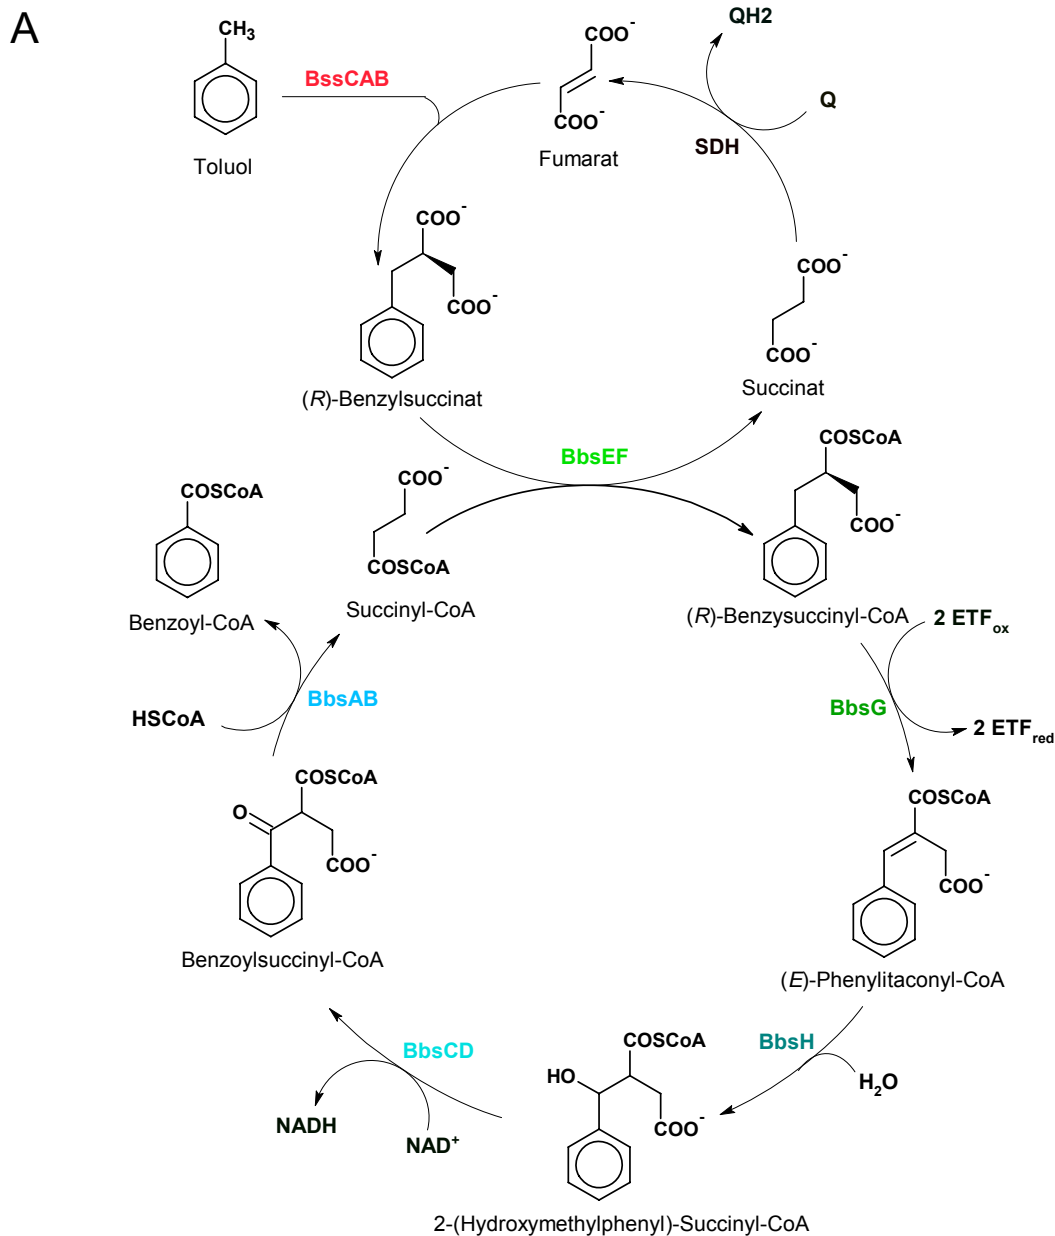 A
CH3
BssCAB
Toluol
COO-
COO-
Fumarat
QH2
Q
SDH
COO-
COO-
(R)-Benzylsuccinat
COO-
COO-
Succinat
BbsEF
COSCoA
Benzoyl-CoA
COO-
COSCoA
Succinyl-CoA
COSCoA
COO-
(R)-Benzysuccinyl-CoA
2 ETFox
BbsG
2 ETFred
HSCoA
BbsAB
COSCoA
O
COO-
Benzoylsuccinyl-CoA
COSCoA
COO-
(E)-Phenylitaconyl-CoA
BbsH
H2O
BbsCD
NADH
NAD+
COSCoA
HO
COO-
2-(Hydroxymethylphenyl)-Succinyl-CoA